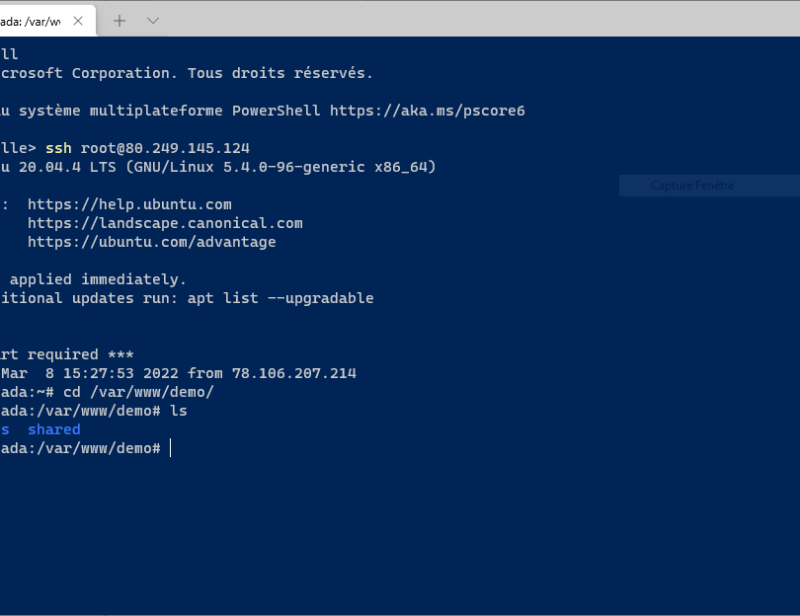 ada: /var/w
ll
crosoft Corporation. Tous droits réservés.
u système multiplateforme PowerShell https://aka.ms/pscore6
lle> ssh root@80.249.145.124
u 20.04.4 LTS (GNU/Linux 5.4.0-96-generic x86_64)
: https://help.ubuntu.com
https://landscape.canonical.com
https://ubuntu.com/advantage
applied immediately.
itional updates run: apt list --upgradable
art required ***
Mar  8 15:27:53 2022 from 78.106.207.214
ada:~# cd /var/www/demo/
ada:/var/www/demo# ls
s  shared
ada:/var/www/demo#
Capture Fenêtre